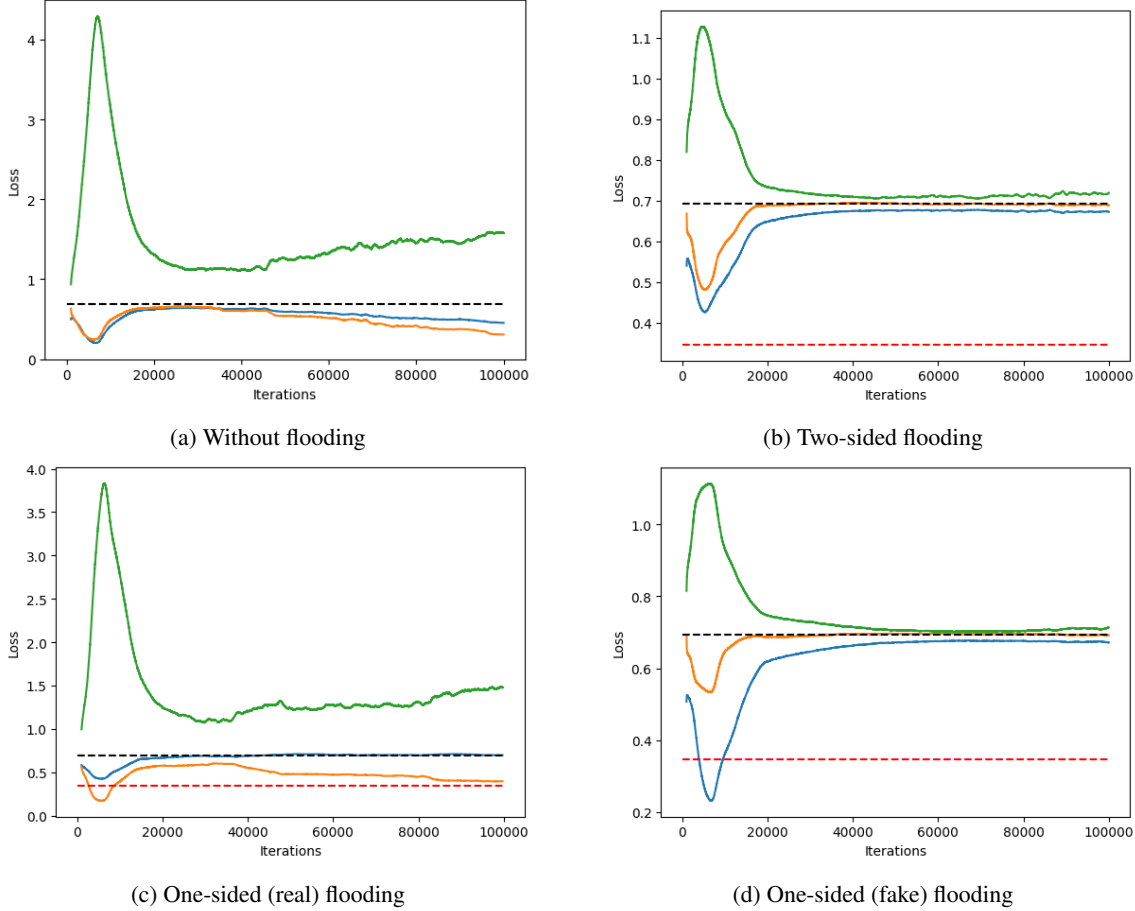 4
3
2
1
0
Loss
0 20000 40000 60000 80000 100000
Iterations
(a) Without flooding
1.1
1.0
0.9
0.8
0.7
0.6
0.5
0.4
Loss
0 20000 40000 60000 80000 100000
Iterations
(b) Two-sided flooding
4.0
3.5
3.0
2.5
2.0
1.5
1.0
0.5
0.0
Loss
0 20000 40000 60000 80000 100000
Iterations
(c) One-sided (real) flooding
1.0
0.8
0.6
0.4
0.2
Loss
0 20000 40000 60000 80000 100000
Iterations
(d) One-sided (fake) flooding